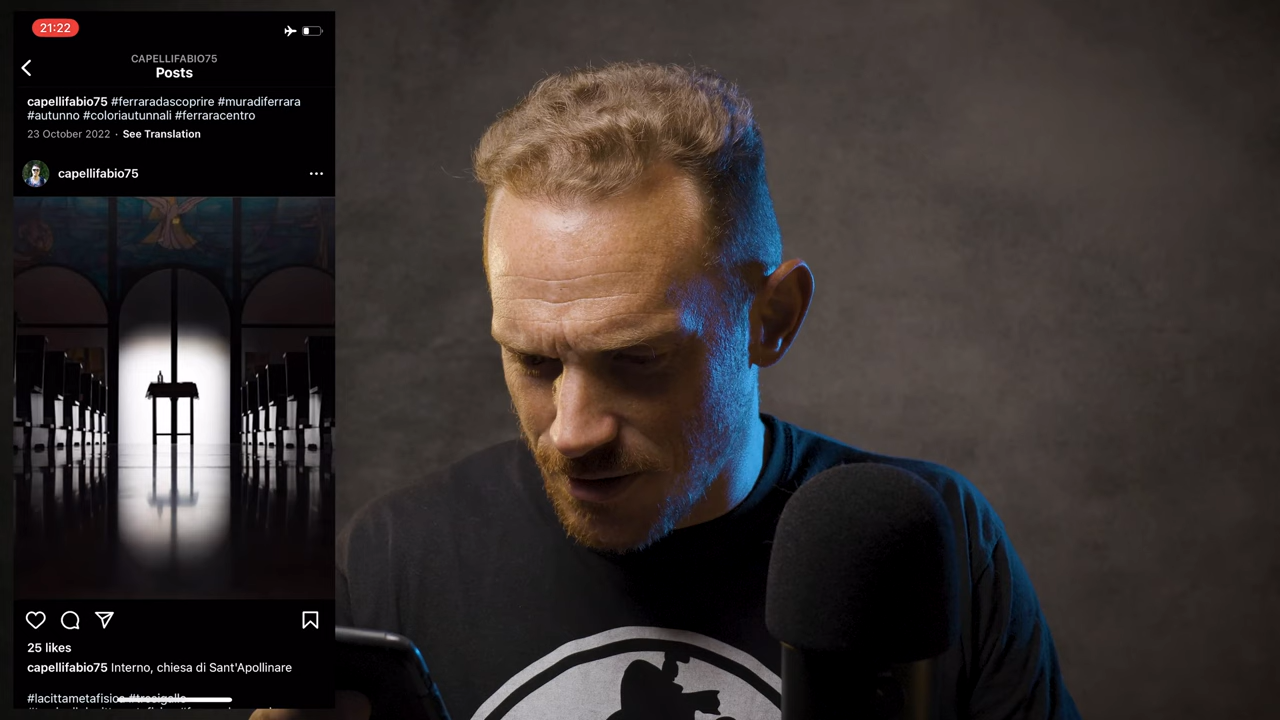 21:22
CAPELLIFABIO75
Posts
capellifabio75 #ferraradascoprire #muradiferrara
#autunno #coloriautunnali #ferraracentro
23 October 2022 · See Translation
capellifabio75
25 likes
capellifabio75 Interno, chiesa di Sant'Apollinare
#lacittametafisica #tresigallo